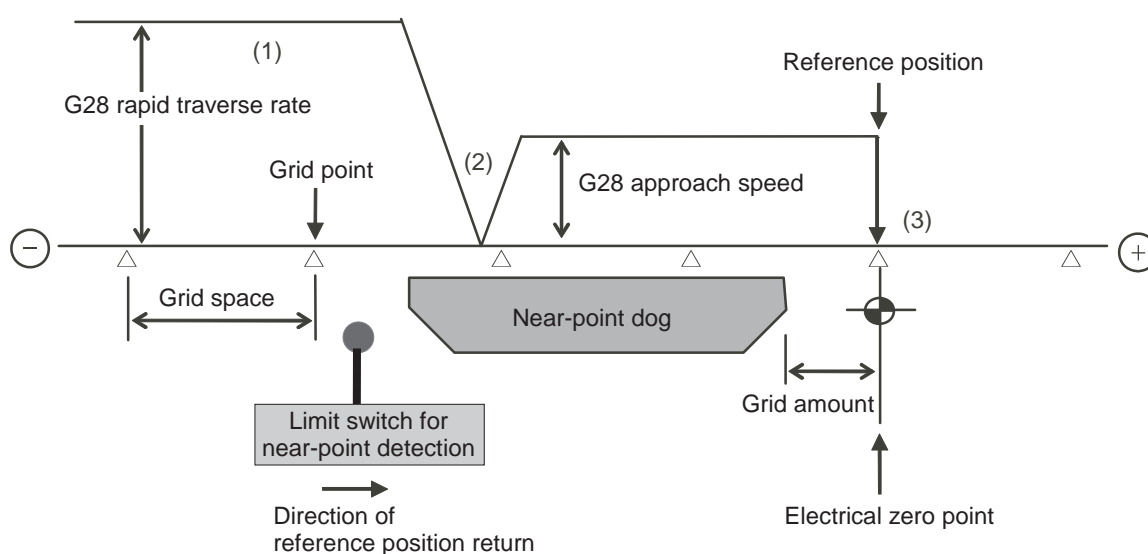 (1)
Reference position
G28 rapid traverse rate
Grid point
(2)
G28 approach speed
(3)
−
+
Grid space
Near-point dog
Grid amount
Limit switch for
near-point detection
Direction of
reference position return
Electrical zero point